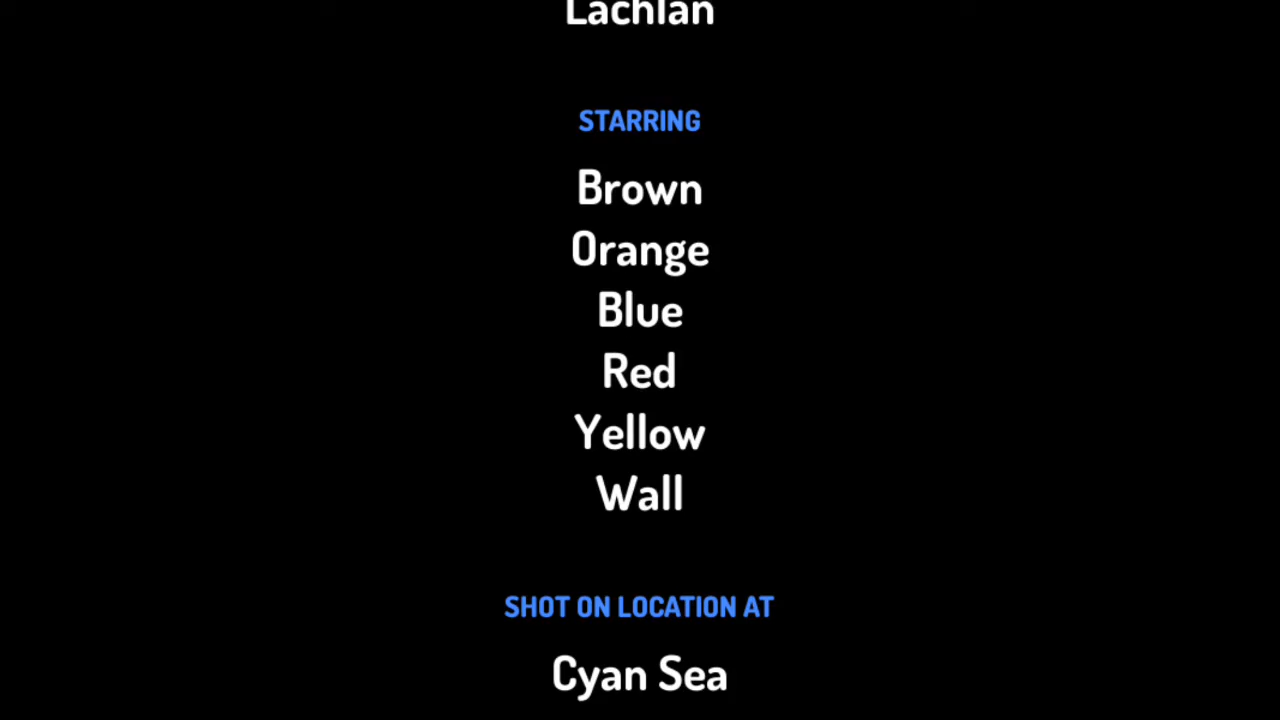 Lachlan
STARRING
Brown
Orange
Blue
Red
Yellow
Wall
SHOT ON LOCATION AT
Cyan Sea